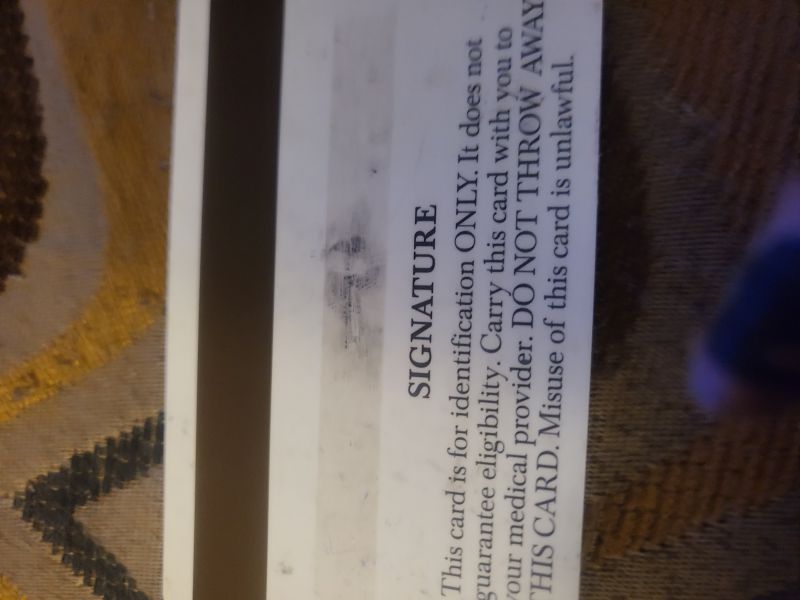 SIGNATURE
This card is for identification ONLY. It does not
guarantee eligibility. Carry this card with you to
your medical provider. DO NOT THROW AWAY
THIS CARD. Misuse of this card is unlawful.